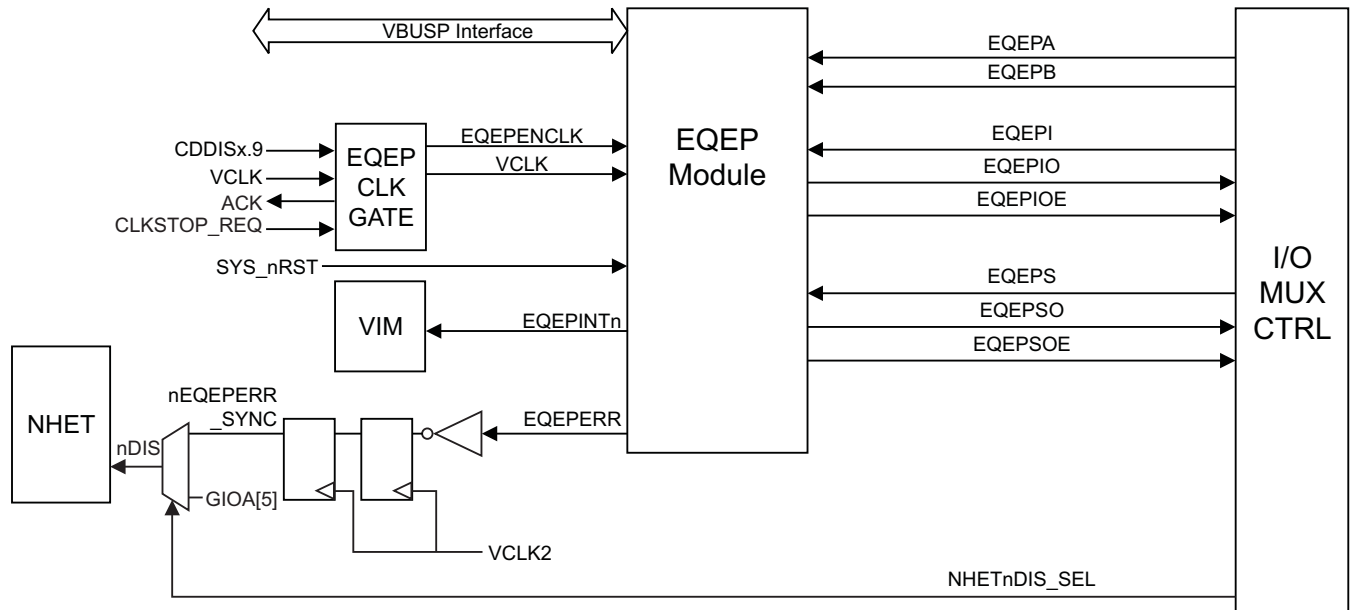 VBUSP Interface
EQEPA
EQEPB
EQEP
Module
EQEPENCLK
VCLK
CDDISx.9
VCLK
ACK
CLKSTOP_REQ
EQEP
CLK
GATE
EQEPI
EQEPIO
EQEPIOE
SYS_nRST
I/O
MUX
CTRL
EQEPS
EQEPSO
EQEPSOE
VIM
EQEPINTn
NHET
nEQEPERR
_SYNC
EQEPERR
nDIS
GIOA[5]
VCLK2
NHETnDIS_SEL